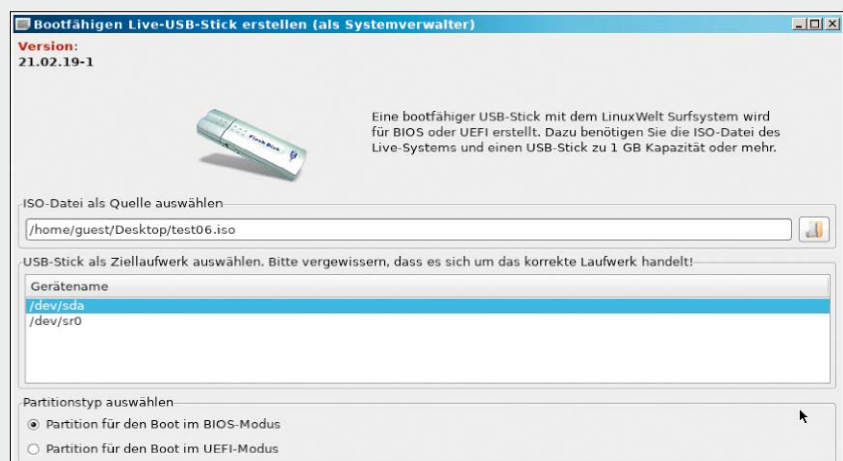 Bootfähigen Live-USB-Stick erstellen (als Systemverwalter)
Version:
21.02.19-1
Flash Disk
Eine bootfähiger USB-Stick mit dem LinuxWelt Surfsystem wird
für BIOS oder UEFI erstellt. Dazu benötigen Sie die ISO-Datei des
Live-Systems und einen USB-Stick zu 1 GB Kapazität oder mehr.
ISO-Datei als Quelle auswählen
/home/guest/Desktop/test06.iso
USB-Stick als Ziellaufwerk auswählen. Bitte vergewissern, dass es sich um das korrekte Laufwerk handelt!
Gerätename
/dev/sda
/dev/sr0
Partitionstyp auswählen
Partition für den Boot im BIOS-Modus
Partition für den Boot im UEFI-Modus